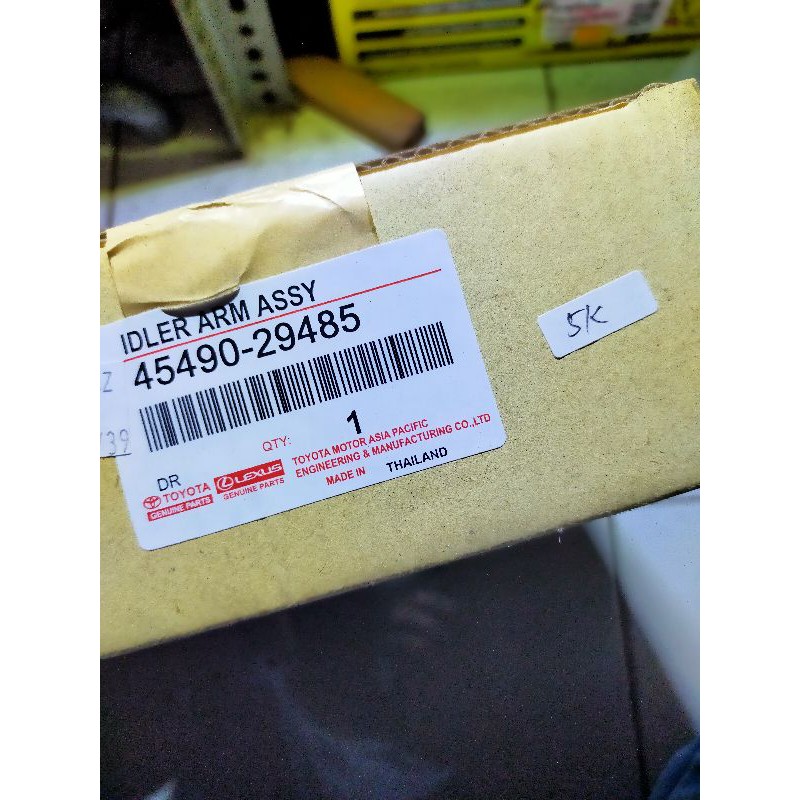 IDLER ARM ASSY
45490-29485
Z
39
QTY: 1
DR
TOYOTA
GENUINE PARTS
LEXUS
GENUINE PARTS
TOYOTA MOTOR ASIA PACIFIC
ENGINEERING & MANUFACTURING CO.,LTD
MADE IN THAILAND
5K